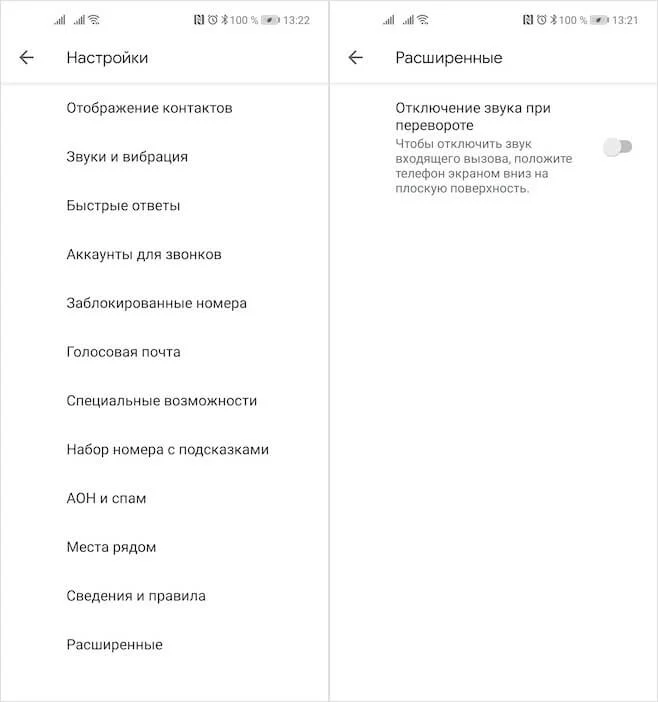 100 % 13:22
Настройки
Отображение контактов
Звуки и вибрация
Быстрые ответы
Аккаунты для звонков
Заблокированные номера
Голосовая почта
Специальные возможности
Набор номера с подсказками
АОН и спам
Места рядом
Сведения и правила
Расширенные
100 % 13:21
Расширенные
Отключение звука при
перевороте
Чтобы отключить звук
входящего вызова, положите
телефон экраном вниз на
плоскую поверхность.